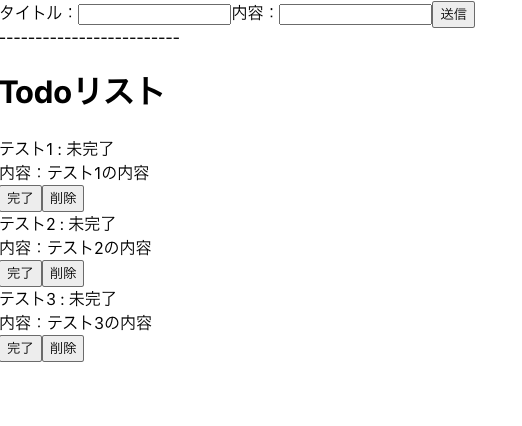 タイトル：内容：送信
-------------------------
Todoリスト
テスト1 : 未完了
内容：テスト1の内容
完了 削除
テスト2 : 未完了
内容：テスト2の内容
完了 削除
テスト3 : 未完了
内容：テスト3の内容
完了 削除